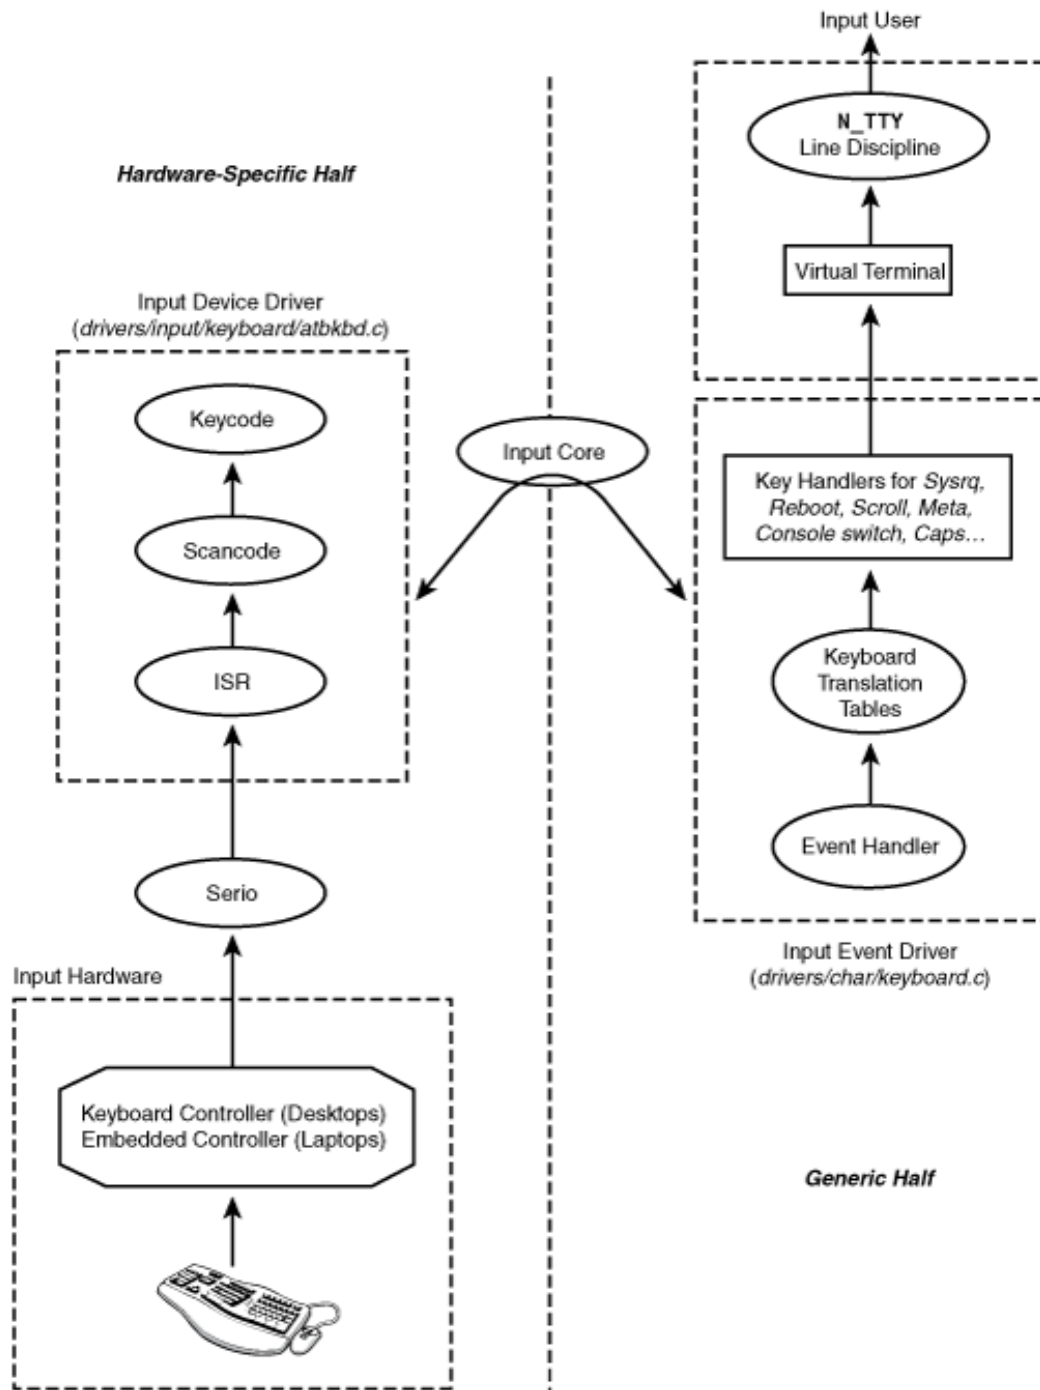 Input User
N_TTY
Line Discipline
Virtual Terminal
Hardware-Specific Half
Input Device Driver
(drivers/input/keyboard/atbkbd.c)
Keycode
Scancode
ISR
Serio
Input Hardware
Keyboard Controller (Desktops)
Embedded Controller (Laptops)
Input Core
Key Handlers for Sysrq,
Reboot, Scroll, Meta,
Console switch, Caps...
Keyboard
Translation
Tables
Event Handler
Input Event Driver
(drivers/char/keyboard.c)
Generic Half